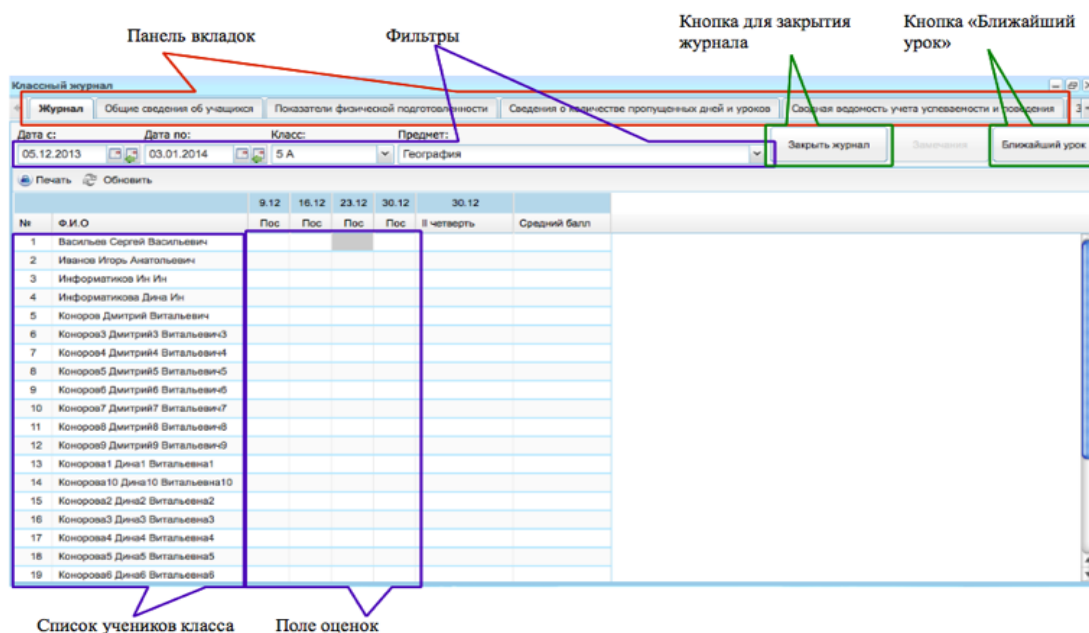 Кнопка для закрытия журнала
Кнопка «Ближайший урок»
Панель вкладок
Фильтры
Классный журнал
Журнал Общие сведения об учащихся Показатели физической подготовленности Сведения о количестве пропущенных дней и уроков Сводная ведомость учета успеваемости и поведения
Дата с: Дата по: Класс: Предмет:
05.12.2013 03.01.2014 5 А География Закрыть журнал Замечания Ближайший урок
Печать Обновить
9.12 16.12 23.12 30.12 30.12
№ Ф.И.О Пос Пос Пос Пос II четверть Средний балл
1 Васильев Сергей Васильевич
2 Иванов Игорь Анатольевич
3 Информатиков Ин Ин
4 Информатикова Дина Ин
5 Коноров Дмитрий Витальевич
6 Коноров3 Дмитрий3 Витальевич3
7 Коноров4 Дмитрий4 Витальевич4
8 Коноров5 Дмитрий5 Витальевич5
9 Коноров6 Дмитрий6 Витальевич6
10 Коноров7 Дмитрий7 Витальевич7
11 Коноров8 Дмитрий8 Витальевич8
12 Коноров9 Дмитрий9 Витальевич9
13 Конорова1 Дина1 Витальевна1
14 Конорова10 Дина10 Витальевна10
15 Конорова2 Дина2 Витальевна2
16 Конорова3 Дина3 Витальевна3
17 Конорова4 Дина4 Витальевна4
18 Конорова5 Дина5 Витальевна5
19 Конорова6 Дина6 Витальевна6
Список учеников класса
Поле оценок